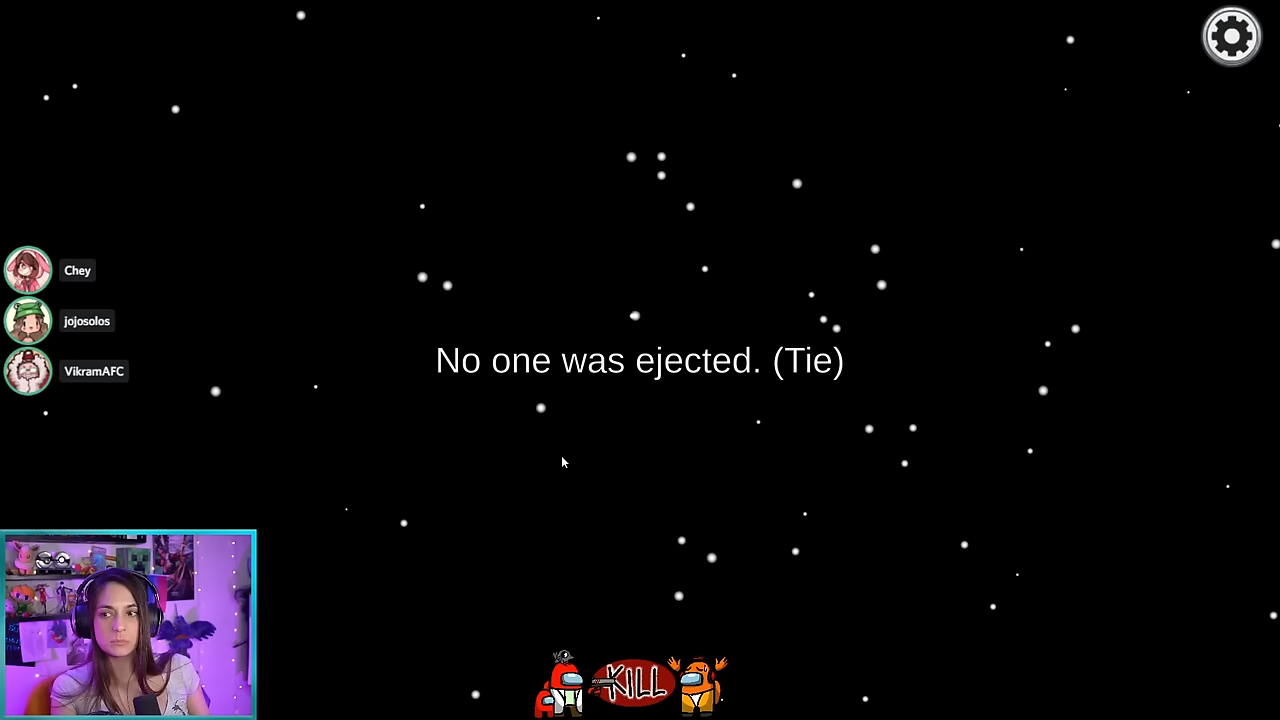 Chey
jojosolos
VikramAFC
No one was ejected. (Tie)
KILL